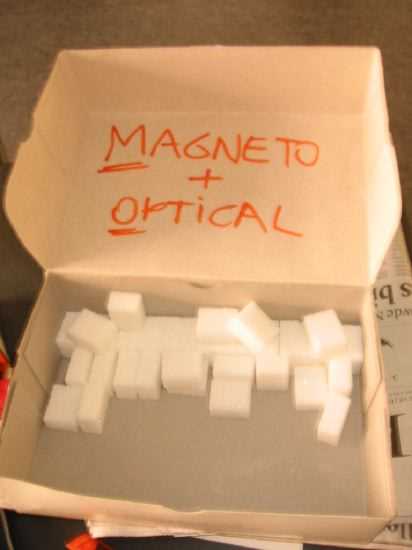 MAGNETO
+
OPTICAL